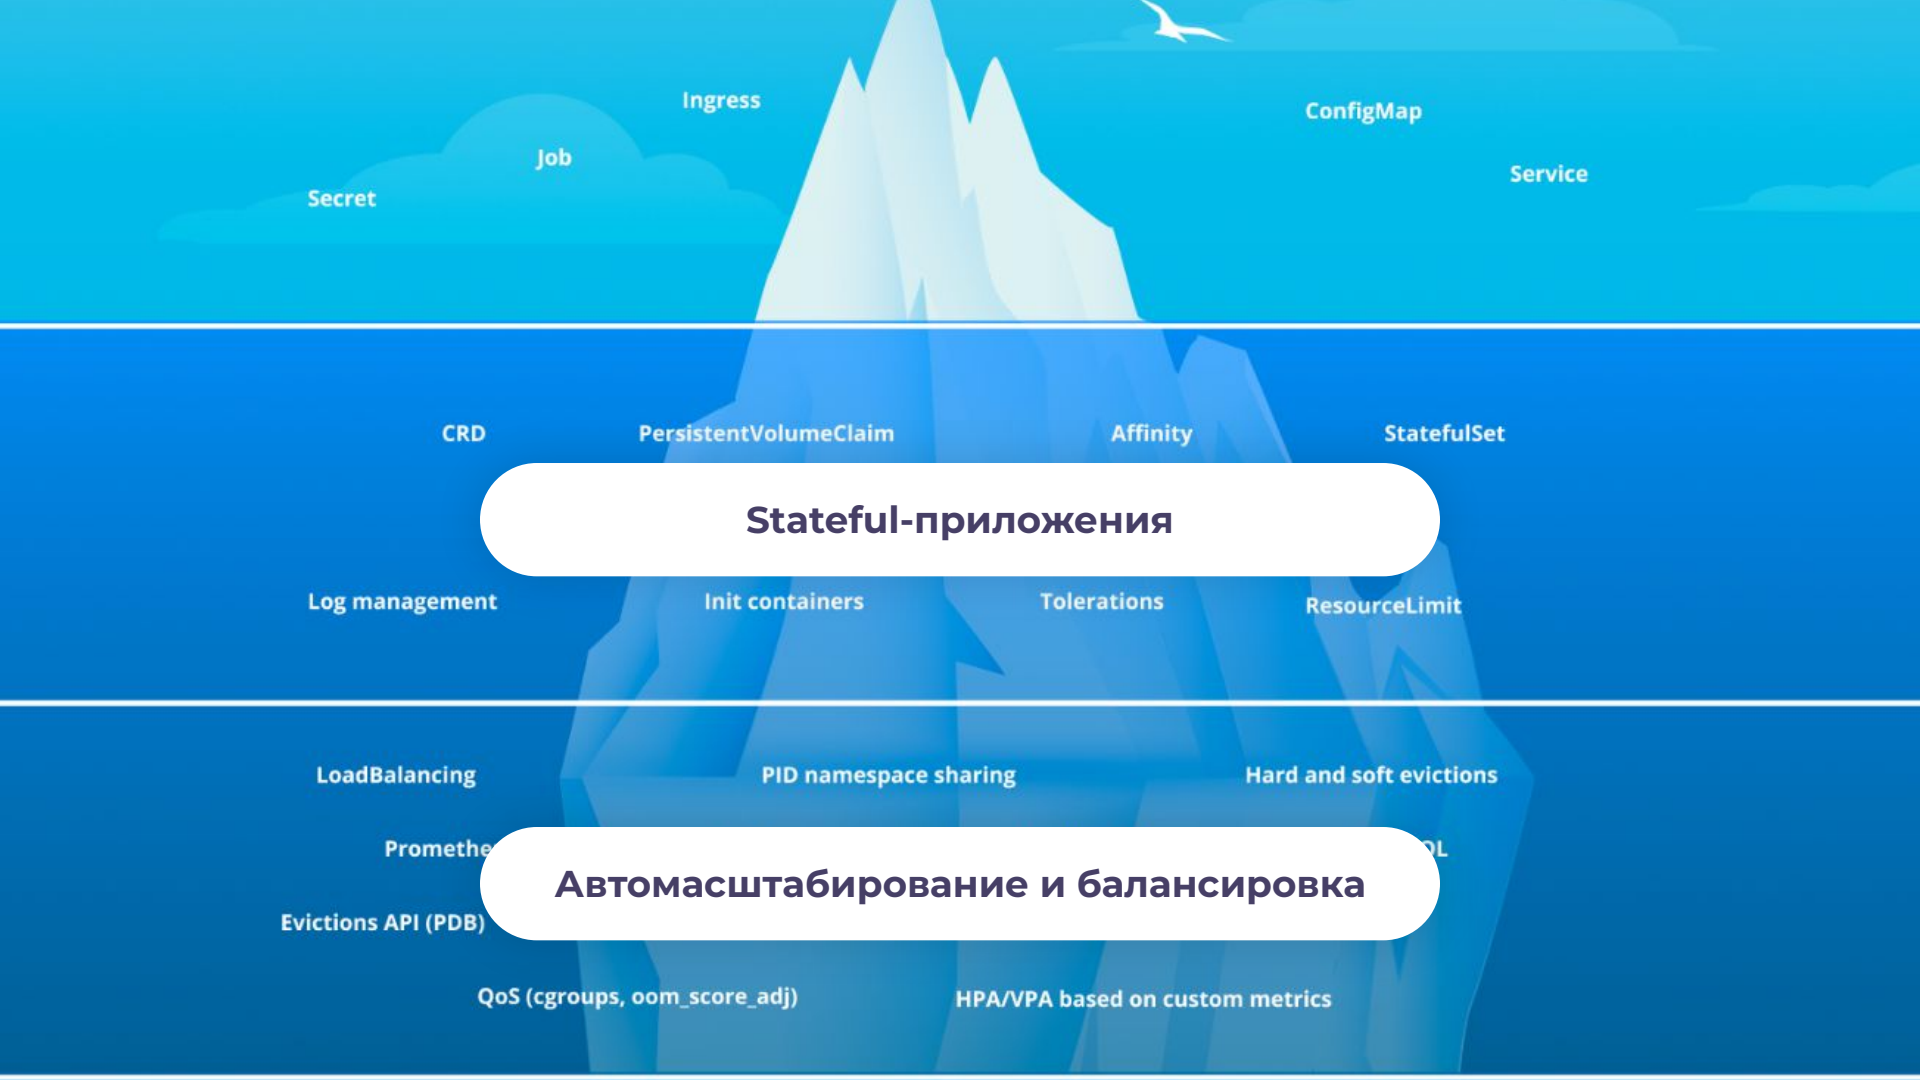 Ingress
ConfigMap
Job
Service
Secret
CRD
PersistentVolumeClaim
Affinity
StatefulSet
Stateful-приложения
Log management
Init containers
Tolerations
ResourceLimit
LoadBalancing
PID namespace sharing
Hard and soft evictions
Автомасштабирование и балансировка
Evictions API (PDB)
QoS (cgroups, oom_score_adj)
HPA/VPA based on custom metrics